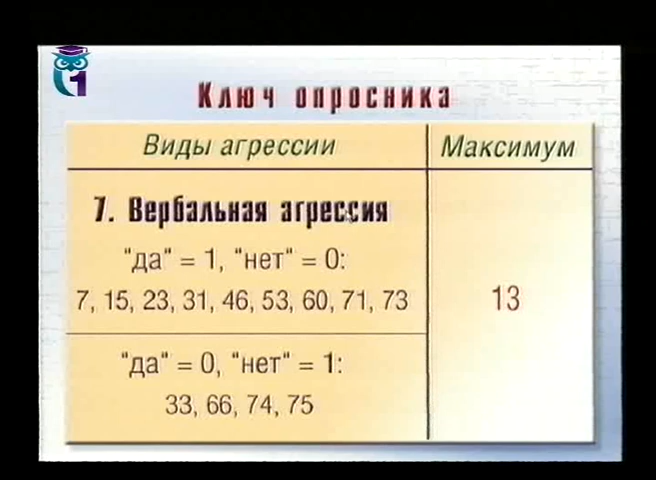 1
Ключ опросника
Виды агрессии
Максимум
7. Вербальная агрессия
"да" = 1, "нет" = 0:
7, 15, 23, 31, 46, 53, 60, 71, 73
13
"да" = 0, "нет" = 1:
33, 66, 74, 75